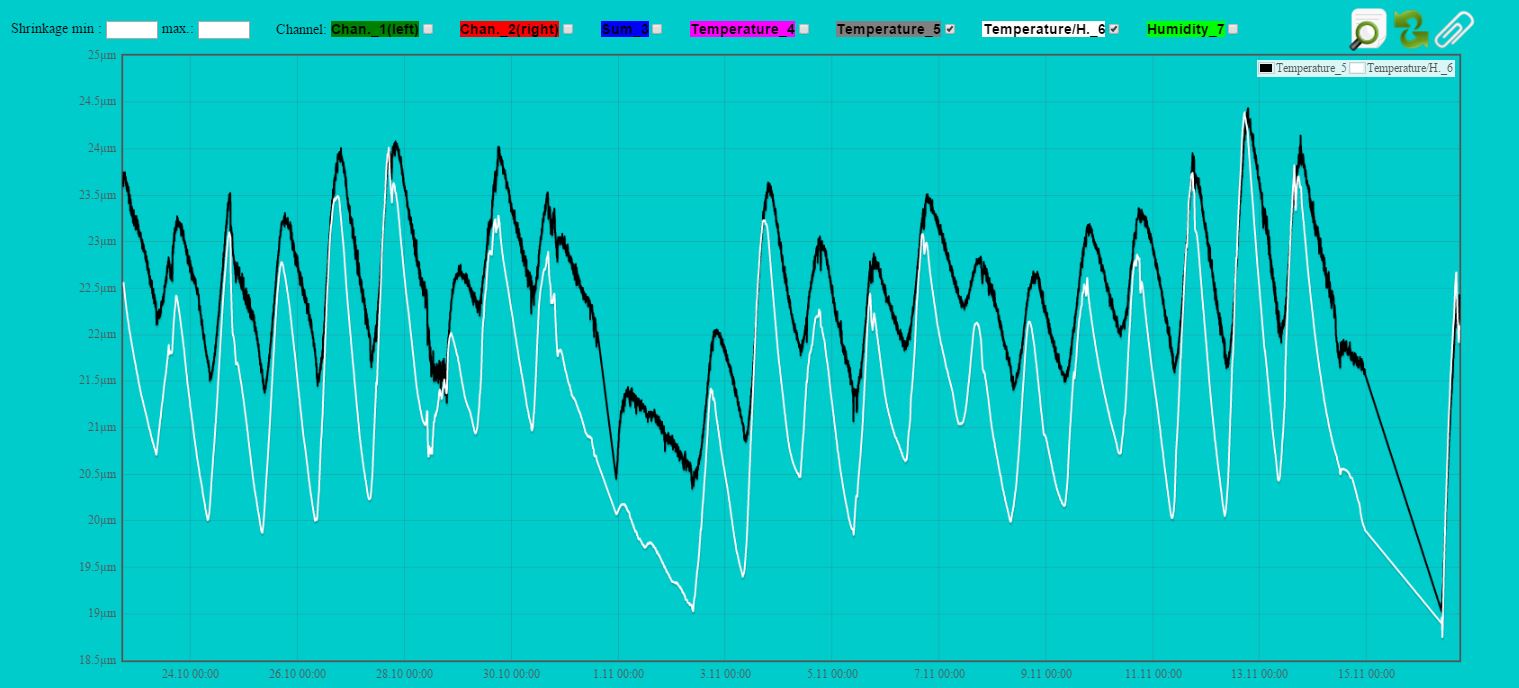 Shrinkage min : max.: Channel: Chan._1(left) Chan._2(right) Sum_3 Temperature_4 Temperature_5 Temperature/H._6 Humidity_7
Temperature_5 Temperature/H._6
25µm
24.5µm
24µm
23.5µm
23µm
22.5µm
22µm
21.5µm
21µm
20.5µm
20µm
19.5µm
19µm
18.5µm
24.10 00:00 26.10 00:00 28.10 00:00 30.10 00:00 1.11 00:00 3.11 00:00 5.11 00:00 7.11 00:00 9.11 00:00 11.11 00:00 13.11 00:00 15.11 00:00